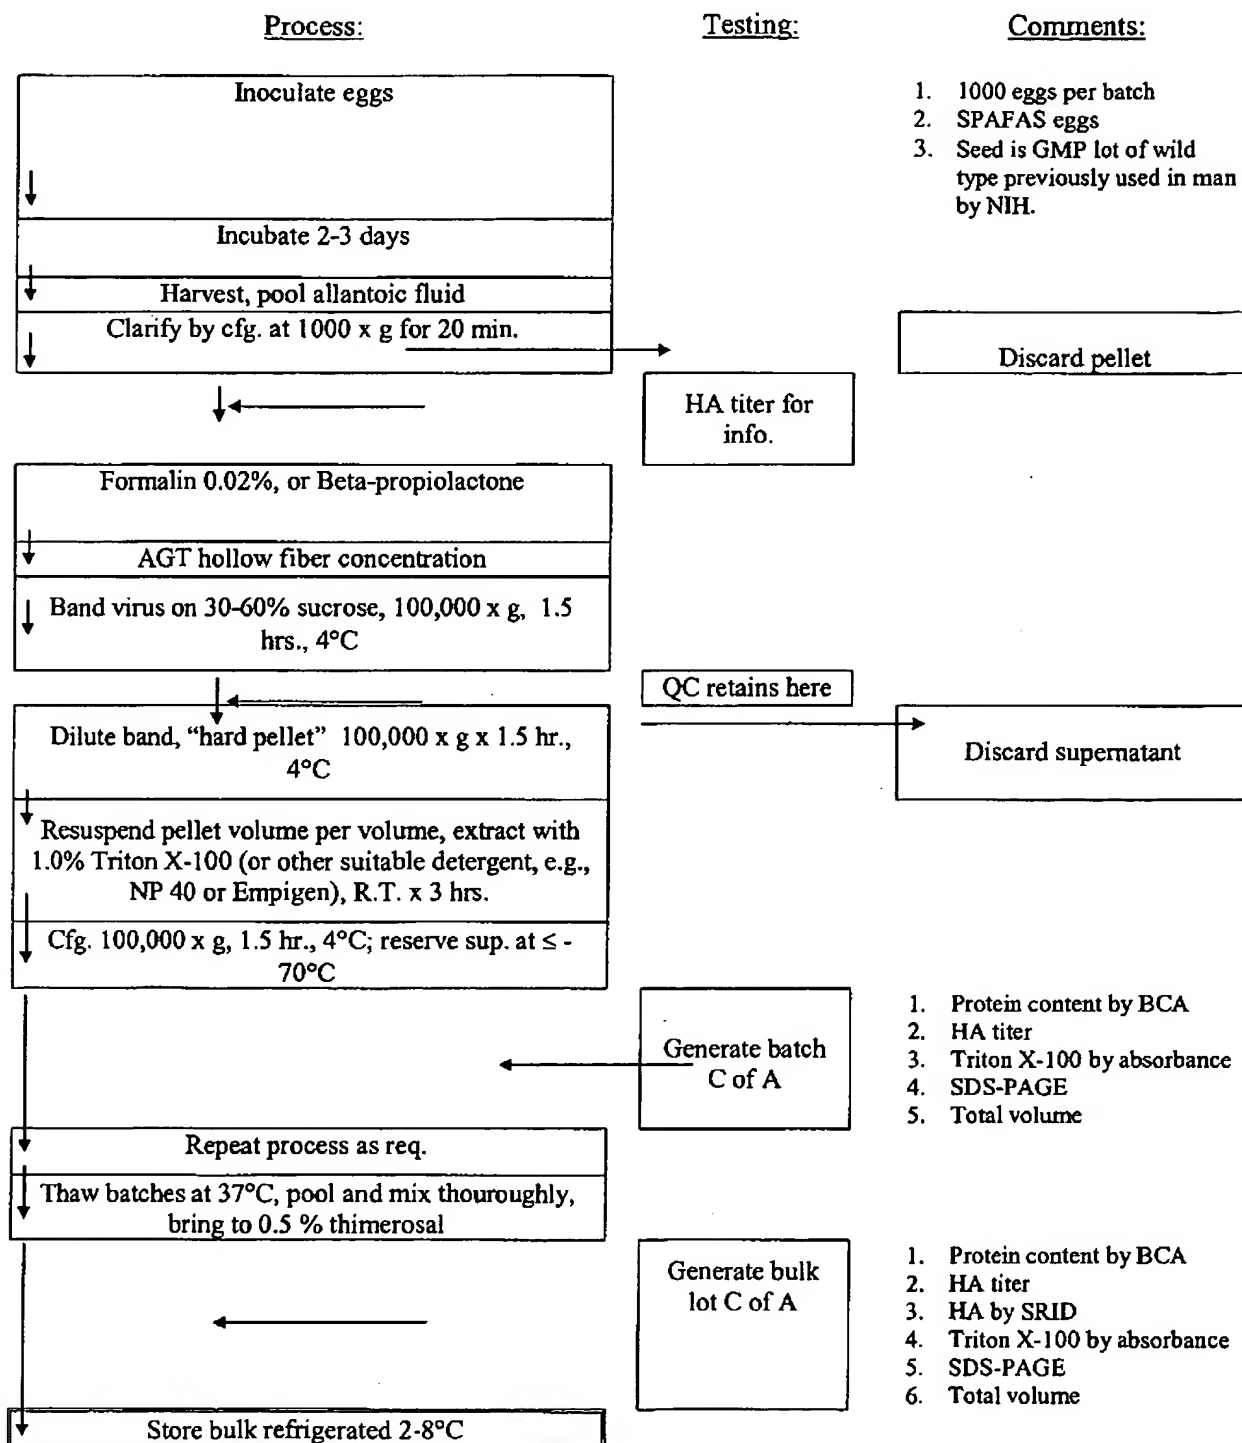 Process:
Testing:
Comments:
Inoculate eggs
1. 1000 eggs per batch
2. SPAFAS eggs
3. Seed is GMP lot of wild
type previously used in man
by NIH.
Incubate 2-3 days
Harvest, pool allantoic fluid
Clarify by cfg. at 1000 x g for 20 min.
Discard pellet
HA titer for
info.
Formalin 0.02%, or Beta-propiolactone
AGT hollow fiber concentration
Band virus on 30-60% sucrose, 100,000 x g, 1.5
hrs., 4°C
QC retains here
Dilute band, “hard pellet” 100,000 x g x 1.5 hr.,
4°C
Discard supernatant
Resuspend pellet volume per volume, extract with
1.0% Triton X-100 (or other suitable detergent, e.g.,
NP 40 or Empigen), R.T. x 3 hrs.
Cfg. 100,000 x g, 1.5 hr., 4°C; reserve sup. at ≤ -
70°C
Generate batch
C of A
1. Protein content by BCA
2. HA titer
3. Triton X-100 by absorbance
4. SDS-PAGE
5. Total volume
Repeat process as req.
Thaw batches at 37°C, pool and mix thouroughly,
bring to 0.5 % thimerosal
Generate bulk
lot C of A
1. Protein content by BCA
2. HA titer
3. HA by SRID
4. Triton X-100 by absorbance
5. SDS-PAGE
6. Total volume
Store bulk refrigerated 2-8°C